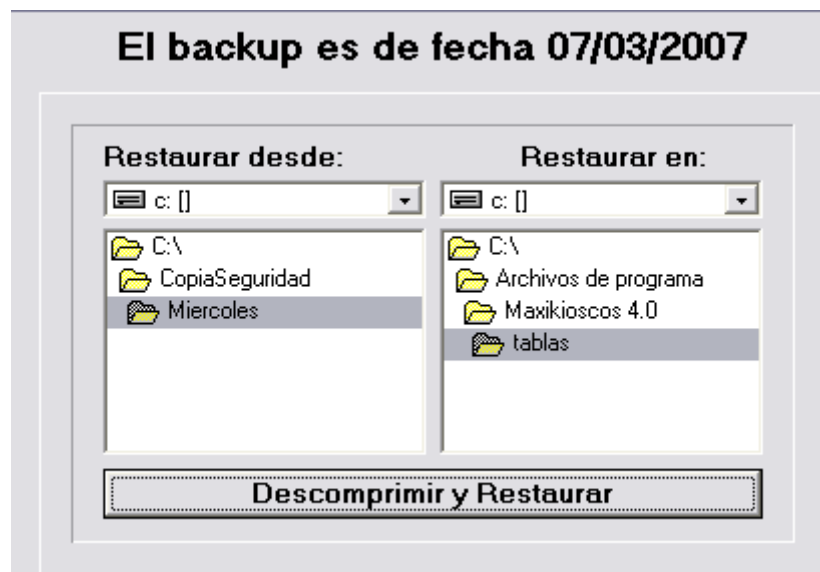 El backup es de fecha 07/03/2007
Restaurar desde:
c: []
C:\
CopiaSeguridad
Miercoles
Restaurar en:
c: []
C:\
Archivos de programa
Maxikioscos 4.0
tablas
Descomprimir y Restaurar